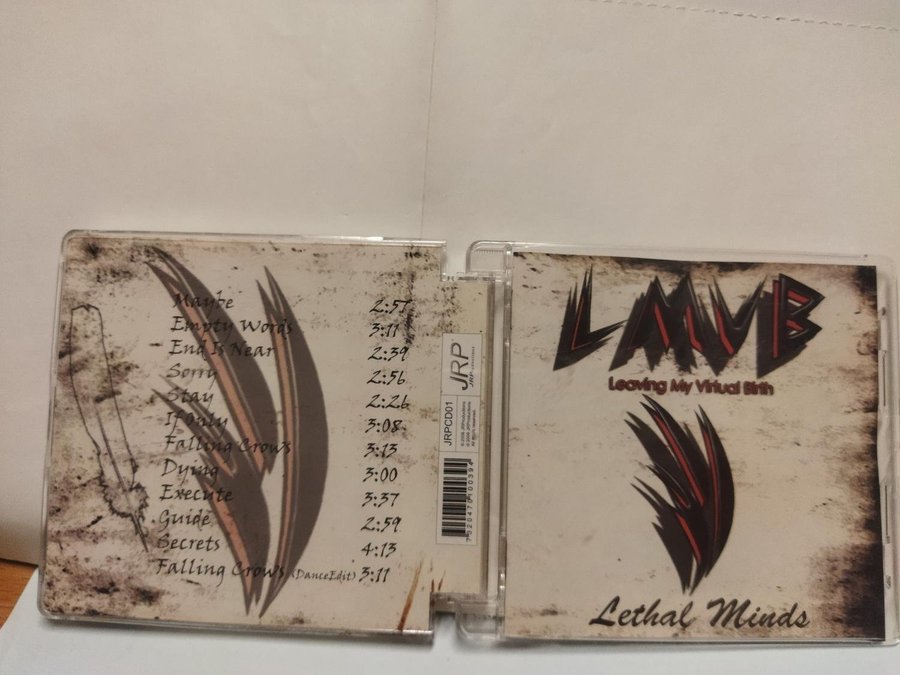 Maybe 2:57
Empty Words 3:11
End Is Near 2:39
Sorry 2:56
Stay 2:26
If Only 3:08
Falling Crows 3:13
Dying 3:00
Execute 3:37
Guide 2:59
Secrets 4:13
Falling Crows (DanceEdit) 3:11
JRP
JRPCD01
LMVB
Leaving My Virtual Birth
Lethal Minds